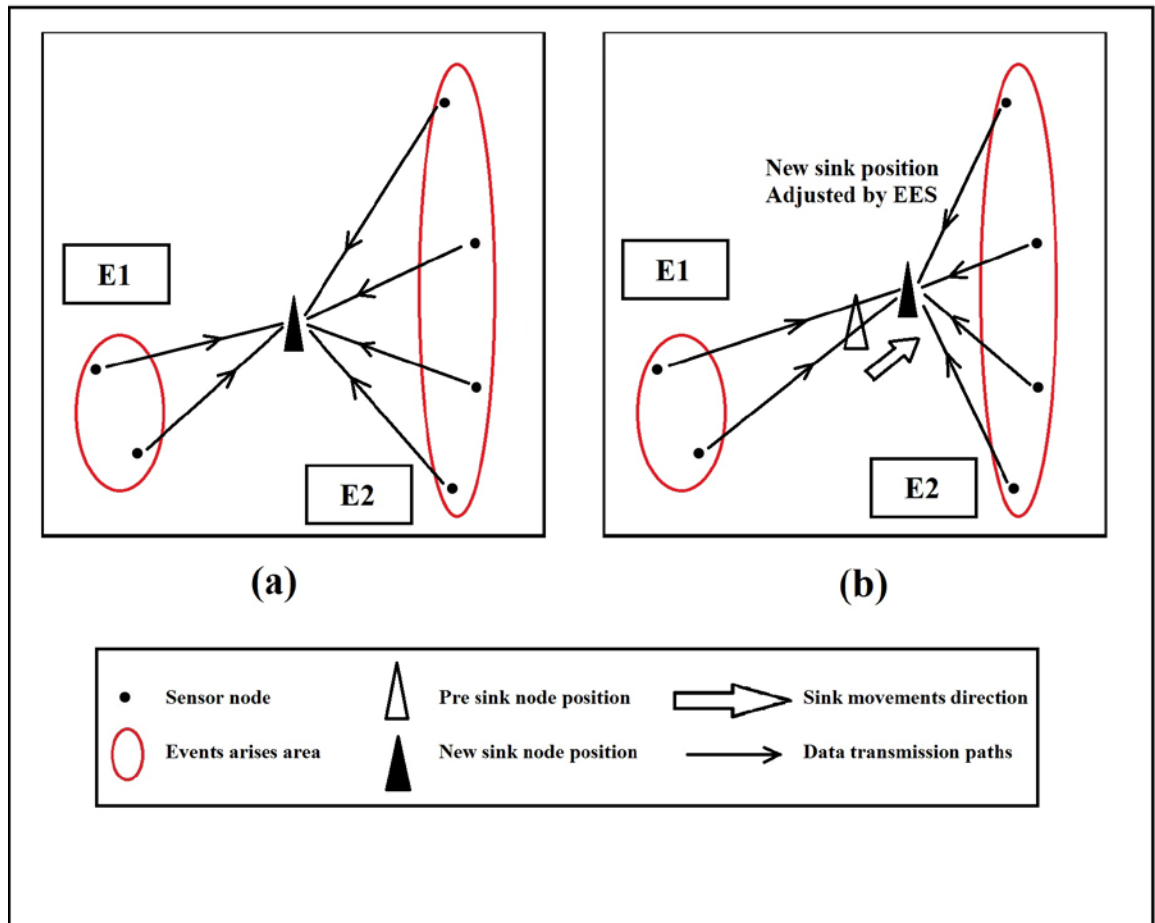 E1
E2
(a)
New sink position
Adjusted by EES
E1
E2
(b)
Sensor node
Pre sink node position
Sink movements direction
Events arises area
New sink node position
Data transmission paths